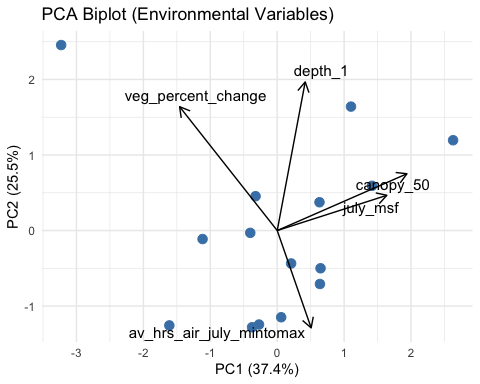 PCA Biplot (Environmental Variables)
depth_1
veg_percent_change
canopy_50
july_msf
av_hrs_air_july_mintomax
2
1
0
-1
-3
-2
-1
0
1
2
PC1 (37.4%)
PC2 (25.5%)